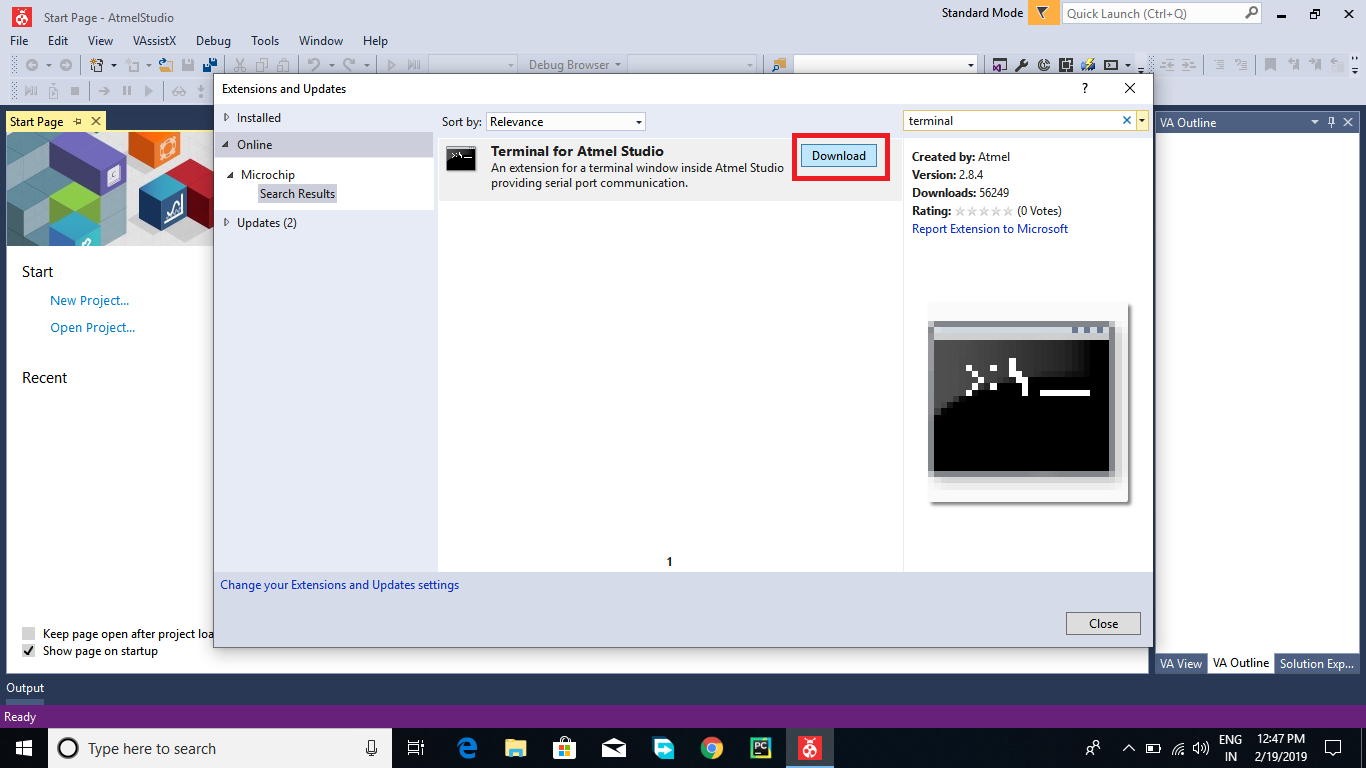 Start Page - AtmelStudio
Standard Mode
Quick Launch (Ctrl+Q)
File Edit View VAssistX Debug Tools Window Help
Debug Browser
Extensions and Updates
?
Start Page
Installed
Online
Microchip
Search Results
Updates (2)
Sort by: Relevance
Terminal for Atmel Studio
An extension for a terminal window inside Atmel Studio
providing serial port communication.
Download
terminal
Created by: Atmel
Version: 2.8.4
Downloads: 56249
Rating: (0 Votes)
Report Extension to Microsoft
1
Change your Extensions and Updates settings
Close
Start
New Project...
Open Project...
Recent
Keep page open after project loa
Show page on startup
VA Outline
VA View VA Outline Solution Exp...
Output
Ready
Type here to search
PC
ENG
IN
12:47 PM
2/19/2019